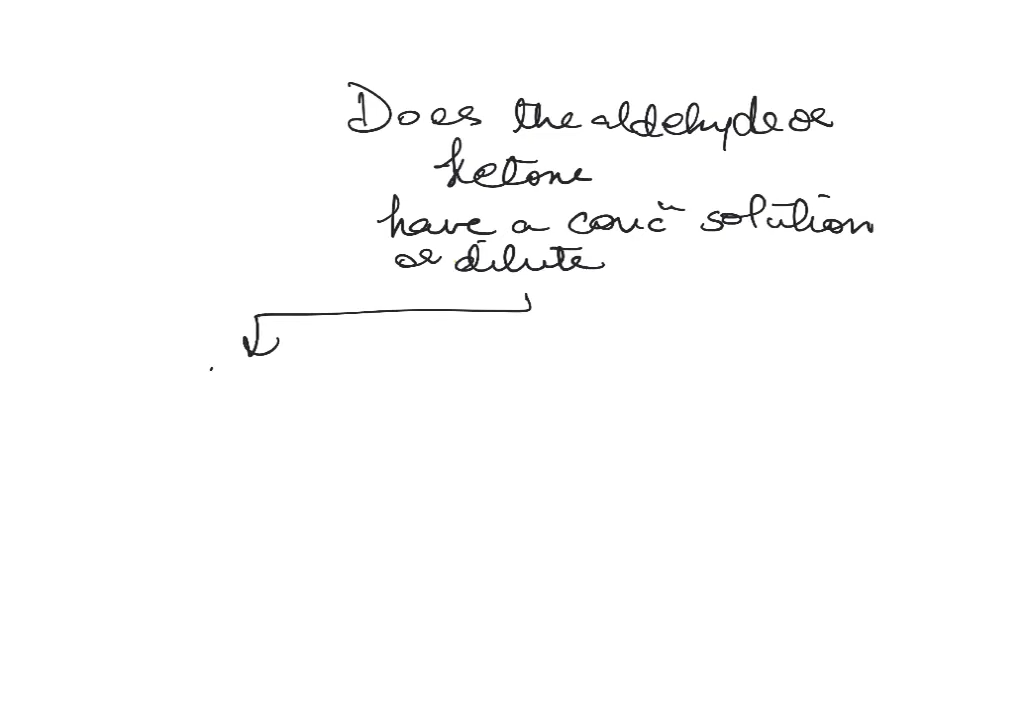 Does the aldehyde or
ketone
have a concⁿ solution
or dilute